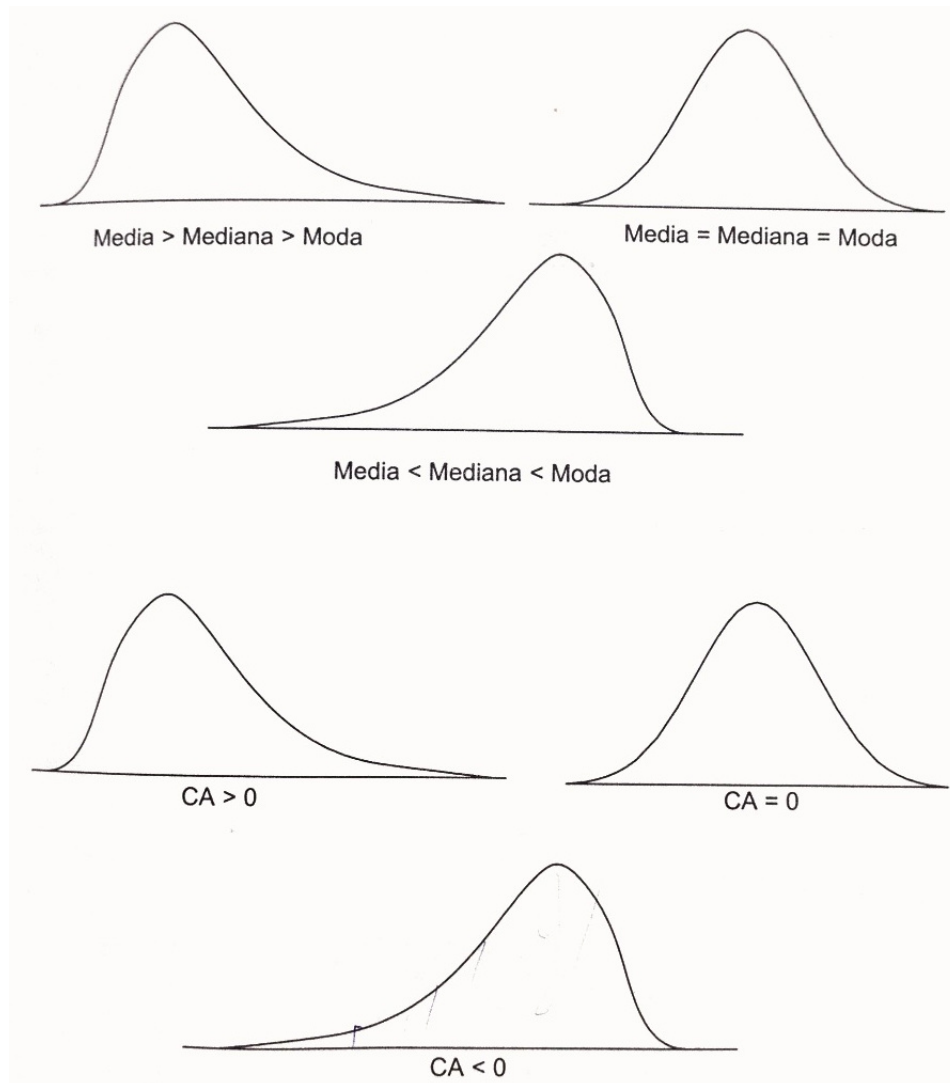 Media > Mediana > Moda
Media = Mediana = Moda
Media < Mediana < Moda
CA > 0
CA = 0
CA < 0